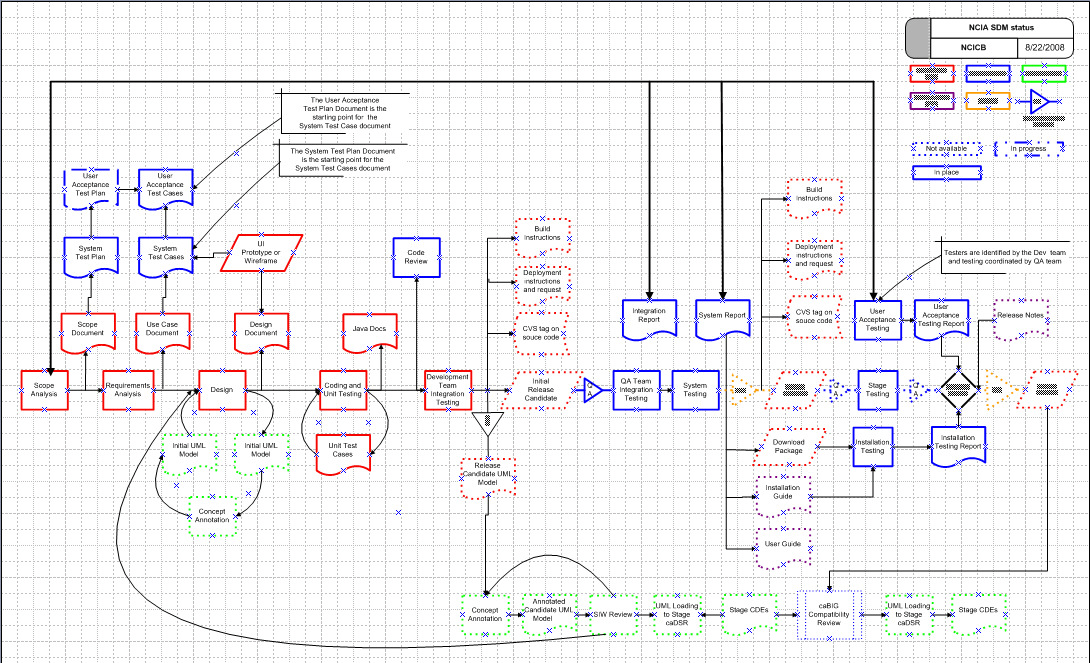 NCIA SDM status
NCICB
8/22/2008
Not available
In progress
In place
The User Acceptance
Test Plan Document is the
starting point for the
System Test Case document
The System Test Plan Document
is the starting point for the
System Test Cases document
User
Acceptance
Test Plan
User
Acceptance
Test Cases
System
Test Plan
System
Test Cases
UI
Prototype or
Wireframe
Code
Review
Build
Instructions
Deployment
instructions
and request
CVS tag on
souce code
Build
Instructions
Deployment
instructions
and request
CVS tag on
souce code
Testers are identified by the Dev team
and testing coordinated by QA team
Scope
Document
Use Case
Document
Design
Document
Java Docs
Integration
Report
System Report
User
Acceptance
Testing
User
Acceptance
Testing Report
Release Notes
Scope
Analysis
Requirements
Analysis
Design
Coding and
Unit Testing
Development
Team
Integration
Testing
Initial
Release
Candidate
QA Team
Integration
Testing
System
Testing
Stage
Testing
Initial UML
Model
Initial UML
Model
Unit Test
Cases
Concept
Annotation
Release
Candidate UML
Model
Download
Package
Installation
Testing
Installation
Testing Report
Installation
Guide
User Guide
Concept
Annotation
Annotated
Candidate UML
Model
SIW Review
UML Loading
to Stage
caDSR
Stage CDEs
caBIG
Compatibility
Review
UML Loading
to Stage
caDSR
Stage CDEs